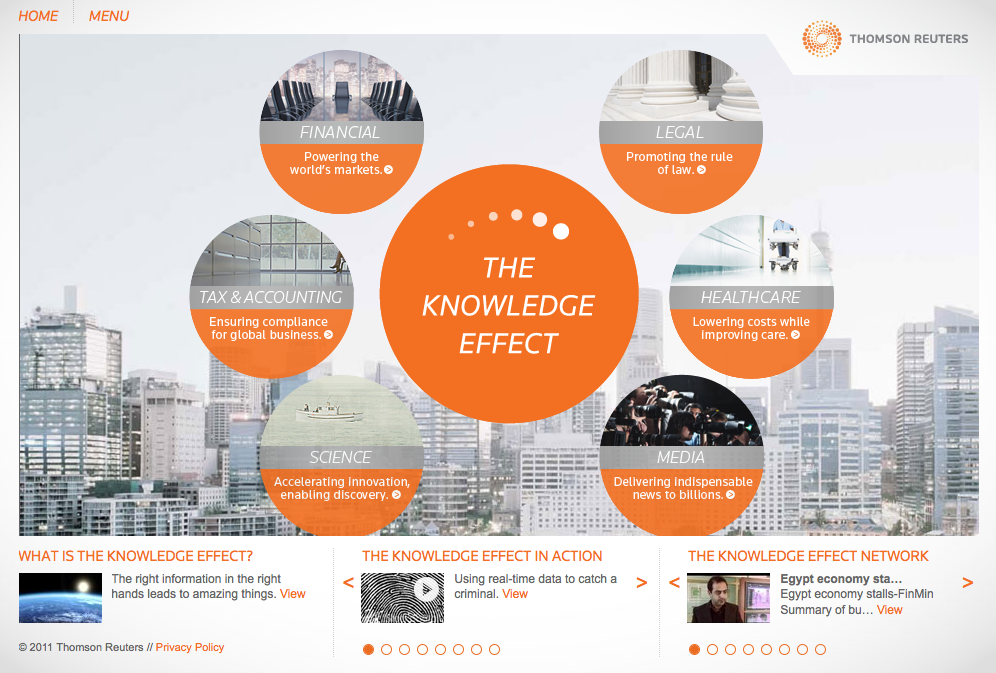 HOME
MENU
THOMSON REUTERS
FINANCIAL
Powering the
world's markets.
LEGAL
Promoting the rule
of law.
TAX & ACCOUNTING
Ensuring compliance
for global business.
THE
KNOWLEDGE
EFFECT
HEALTHCARE
Lowering costs while
improving care.
SCIENCE
Accelerating innovation,
enabling discovery.
MEDIA
Delivering indispensable
news to billions.
WHAT IS THE KNOWLEDGE EFFECT?
The right information in the right
hands leads to amazing things. View
THE KNOWLEDGE EFFECT IN ACTION
<
Using real-time data to catch a
criminal. View
>
THE KNOWLEDGE EFFECT NETWORK
<
Egypt economy sta...
Egypt economy stalls-FinMin
Summary of bu... View
>
© 2011 Thomson Reuters // Privacy Policy